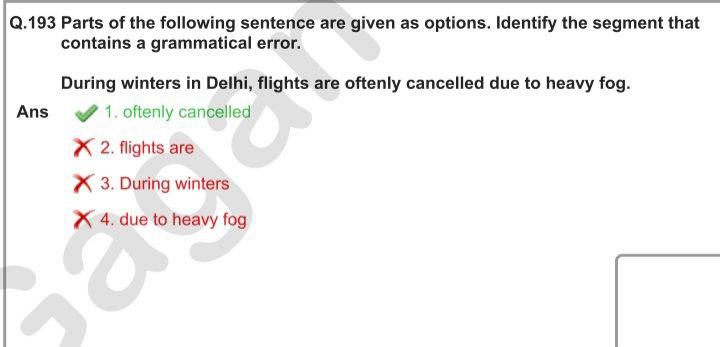 Q.193 Parts of the following sentence are given as options. Identify the segment that
contains a grammatical error.
During winters in Delhi, flights are oftenly cancelled due to heavy fog.
Ans 1. oftenly cancelled
2. flights are
3. During winters
4. due to heavy fog
Gagan